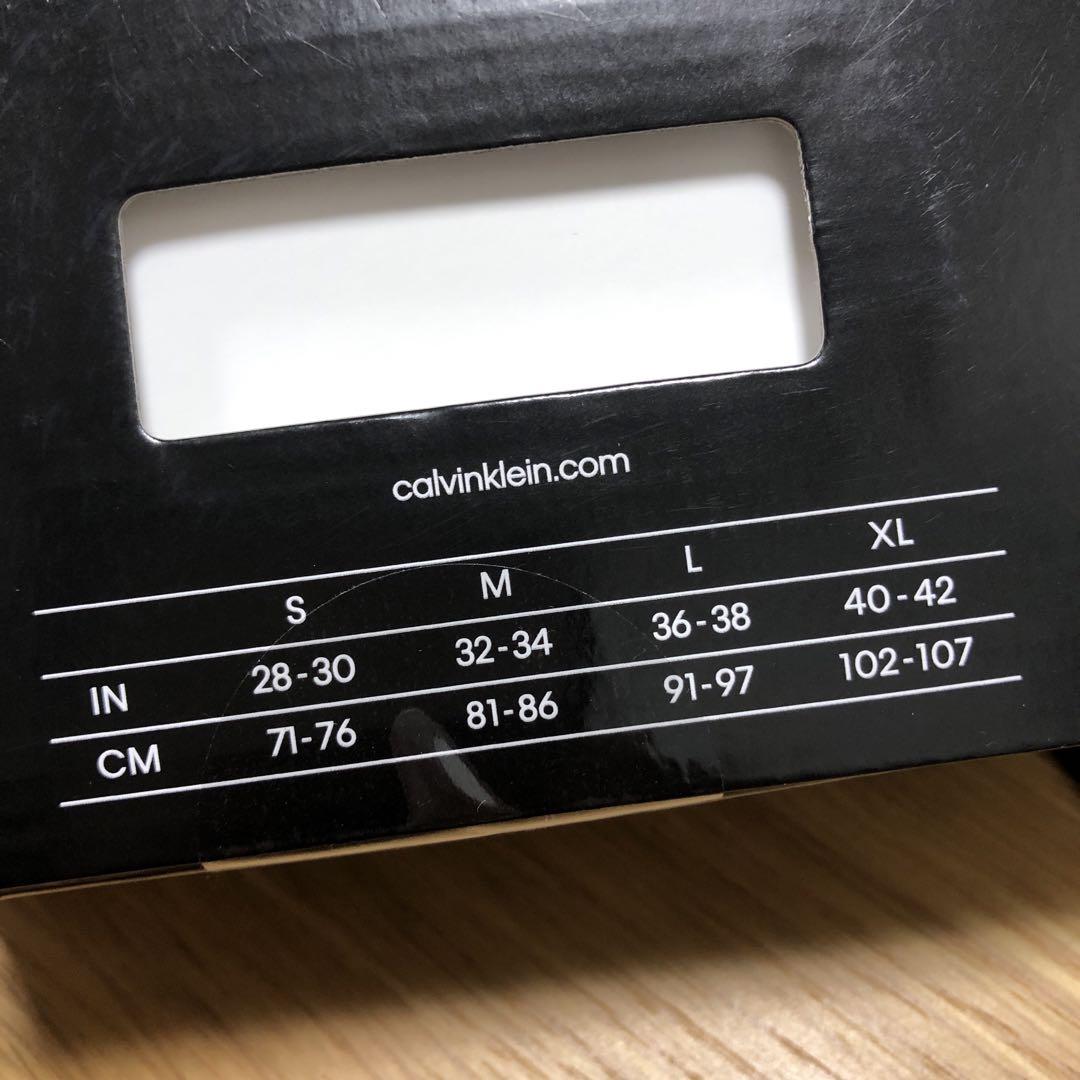 calvinklein.com
S M L XL
IN 28-30 32-34 36-38 40-42
CM 71-76 81-86 91-97 102-107